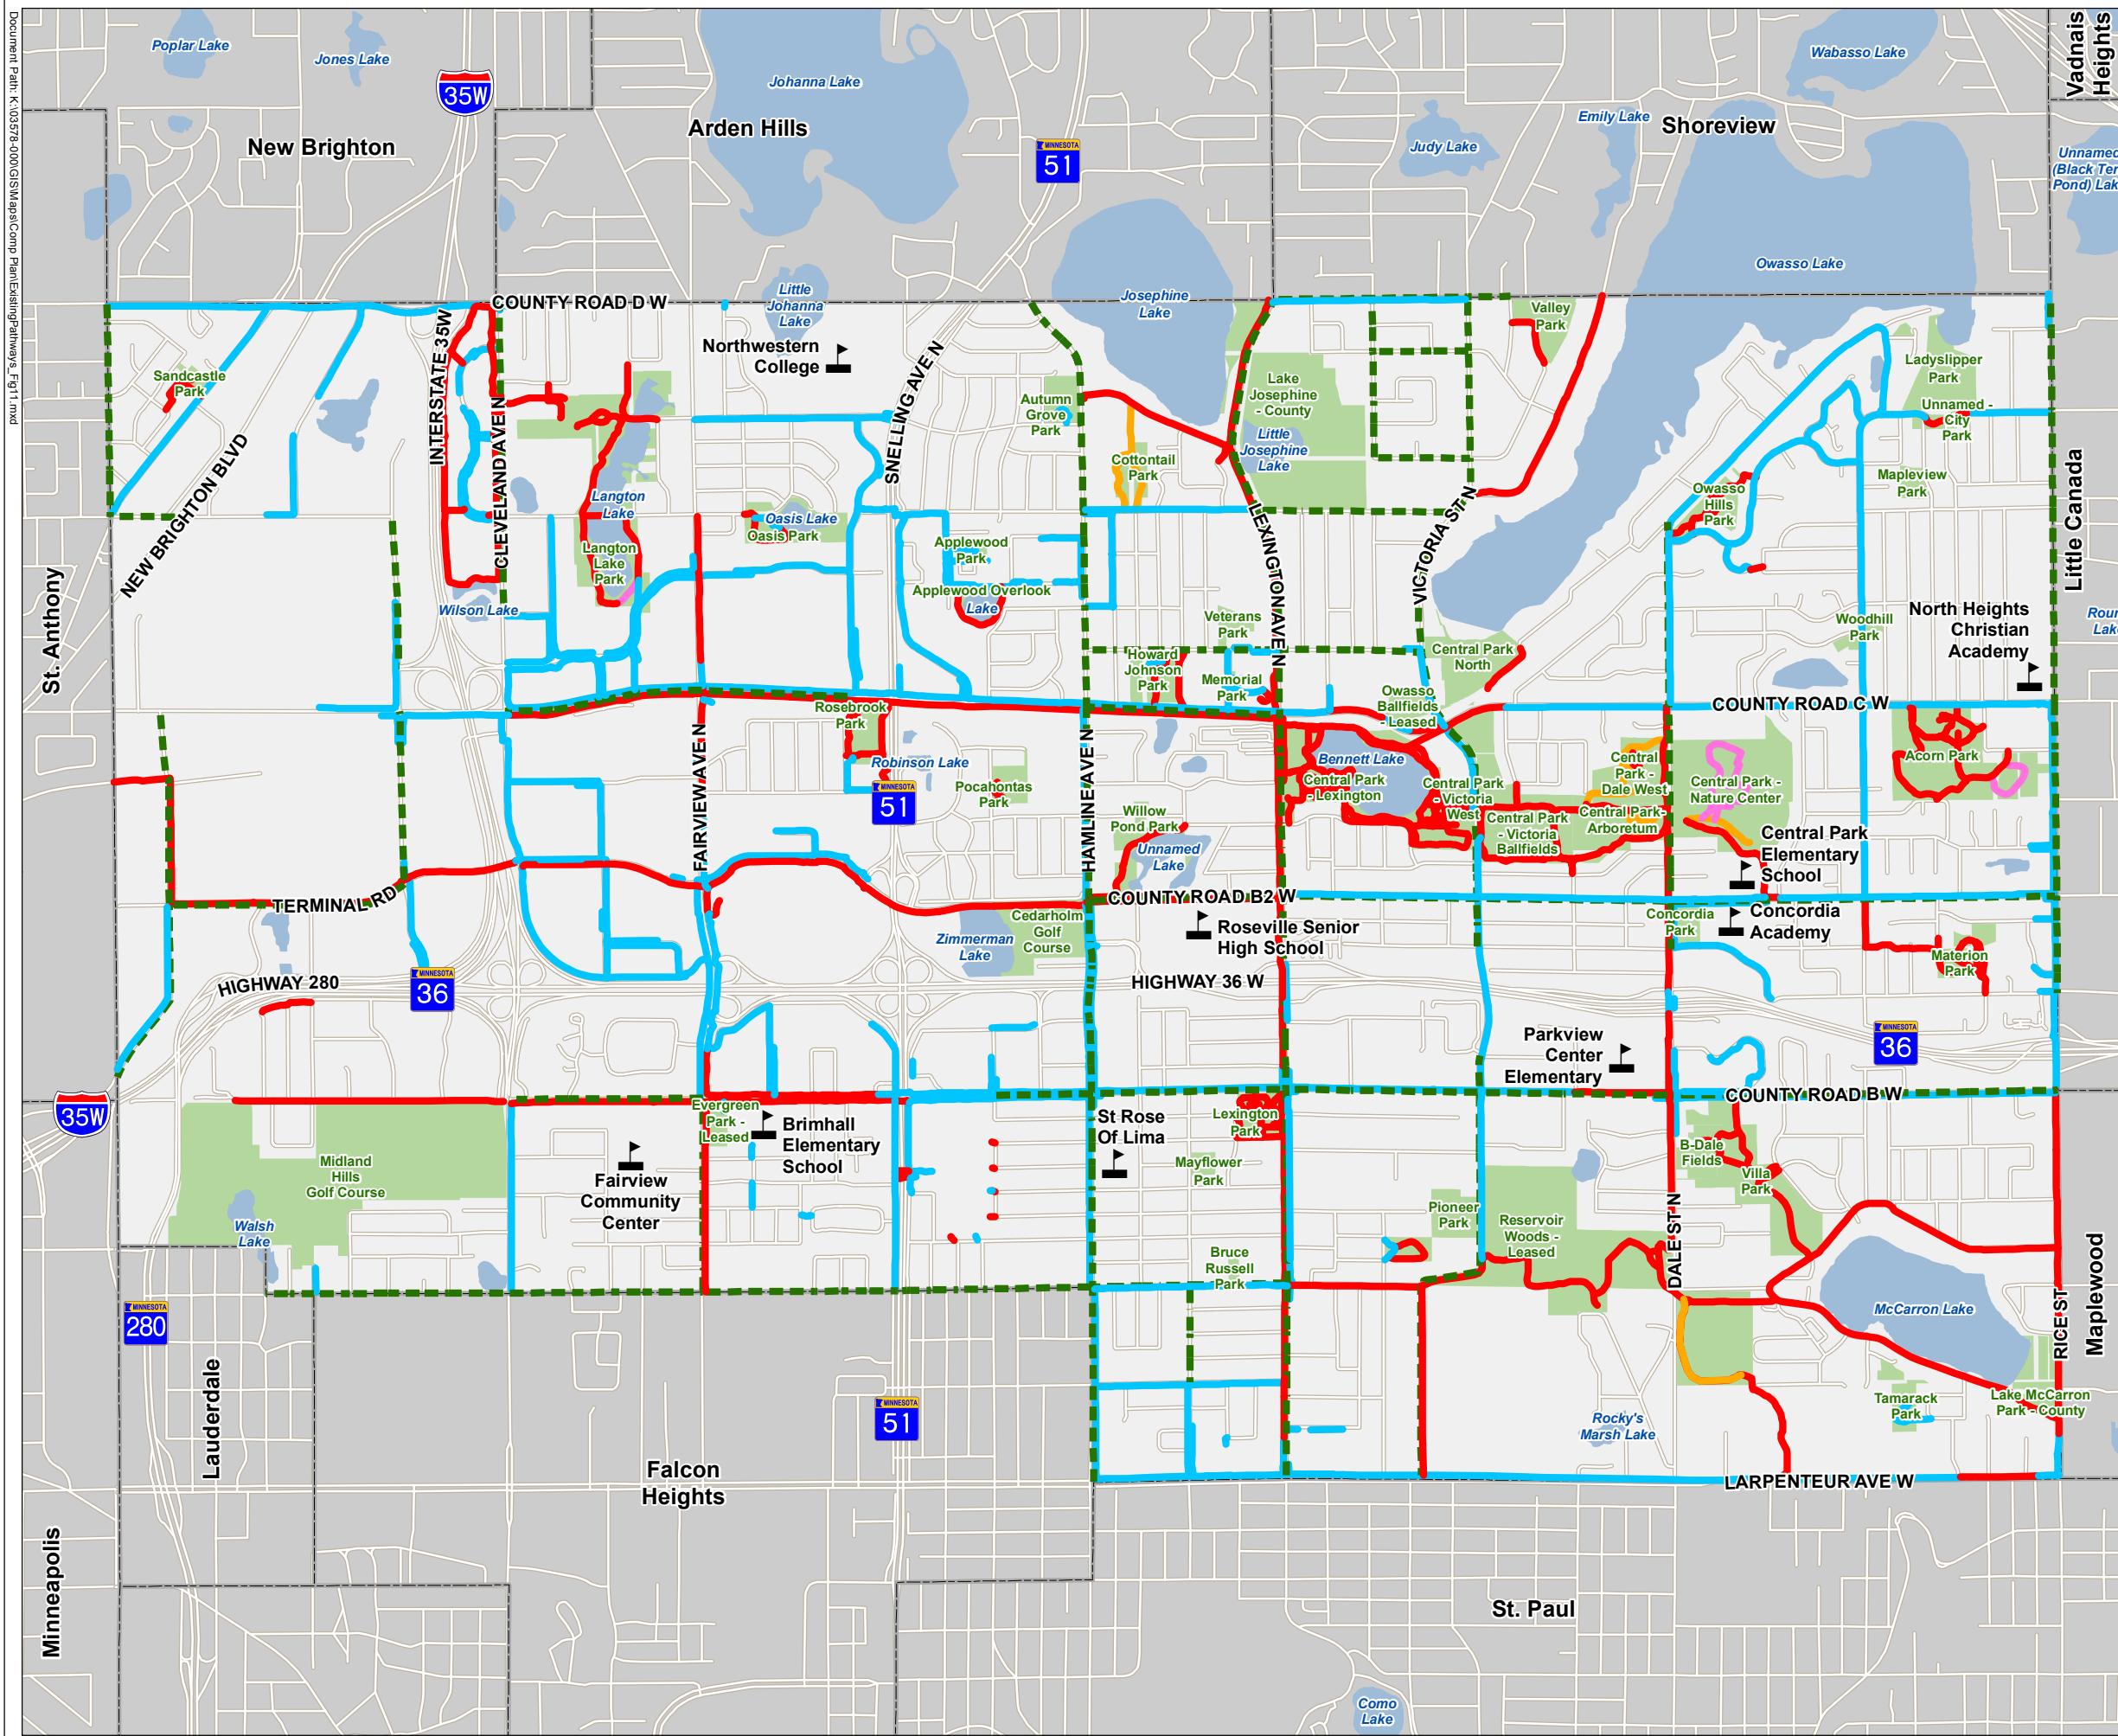 Document Path: K:\03578-000\GIS\Maps\Comp Plan\ExistingPathways_Fig11.mxd
Poplar Lake
Jones Lake
35W
New Brighton
Johanna Lake
Arden Hills
MINNESOTA
51
Judy Lake
Emily Lake
Shoreview
Wabasso Lake
Vadnais
Heights
Unnamed
(Black Ter
Pond) Lak
Owasso Lake
COUNTY ROAD D W
Little
Johanna
Lake
Josephine
Lake
Valley
Park
Northwestern
College
INTERSTATE 35W
SNELLING AVE N
Sandcastle
Park
Autumn
Grove
Park
Lake
Josephine
- County
Little
Josephine
Lake
Ladyslipper
Park
Unnamed -
City
Park
NEW BRIGHTON BLVD
CLEVELAND AVE N
Cottontail
Park
Langton
Lake
Langton
Lake
Park
Oasis Lake
Oasis Park
Owasso
Hills
Park
Mapleview
Park
Little Canada
Applewood
Park
Applewood Overlook
Lake
LEXINGTON AVE N
VICTORIA ST N
St. Anthony
Wilson Lake
Veterans
Park
Woodhill
Park
North Heights
Christian
Academy
Roun
Lak
Howard
Johnson
Park
Memorial
Park
Central Park
North
Owasso
Ballfields
- Leased
COUNTY ROAD C W
Rosebrook
Park
Robinson Lake
MINNESOTA
51
Pocahontas
Park
FAIRVIEW AVE N
HAMLINE AVE N
Bennett Lake
Central Park
- Lexington
Central Park
- Victoria
West
Central
Park -
Dale West
Central Park -
Nature Center
Acorn Park
Willow
Pond Park
Unnamed
Lake
Central Park
- Victoria
Ballfields
Central Park-
Arboretum
Central Park
Elementary
School
TERMINAL RD
COUNTY ROAD B2 W
Cedarholm
Golf
Course
Zimmerman
Lake
Roseville Senior
High School
Concordia
Park
Concordia
Academy
Materion
Park
HIGHWAY 280
MINNESOTA
36
HIGHWAY 36 W
Parkview
Center
Elementary
MINNESOTA
36
COUNTY ROAD B W
35W
Evergreen
Park -
Leased
Brimhall
Elementary
School
St Rose
Of Lima
Lexington
Park
Mayflower
Park
B-Dale
Fields
Villa
Park
Midland
Hills
Golf Course
Fairview
Community
Center
Walsh
Lake
Pioneer
Park
Reservoir
Woods -
Leased
DALE ST N
Bruce
Russell
Park
MINNESOTA
280
McCarron Lake
RICE ST
Maplewood
Lauderdale
MINNESOTA
51
Rocky's
Marsh Lake
Tamarack
Park
Lake McCarron
Park - County
Falcon
Heights
LARPENTEUR AVE W
Minneapolis
St. Paul
Como
Lake